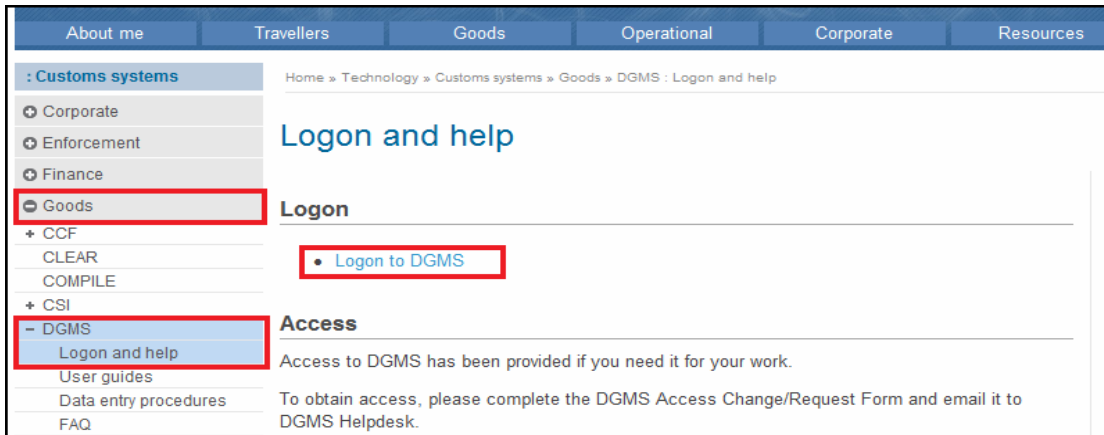 About me Travellers Goods Operational Corporate Resources
: Customs systems
Corporate
Enforcement
Finance
Goods
+ CCF
CLEAR
COMPILE
+ CSI
− DGMS
Logon and help
User guides
Data entry procedures
FAQ
Home » Technology » Customs systems » Goods » DGMS : Logon and help
Logon and help
Logon
• Logon to DGMS
Access
Access to DGMS has been provided if you need it for your work.
To obtain access, please complete the DGMS Access Change/Request Form and email it to
DGMS Helpdesk.